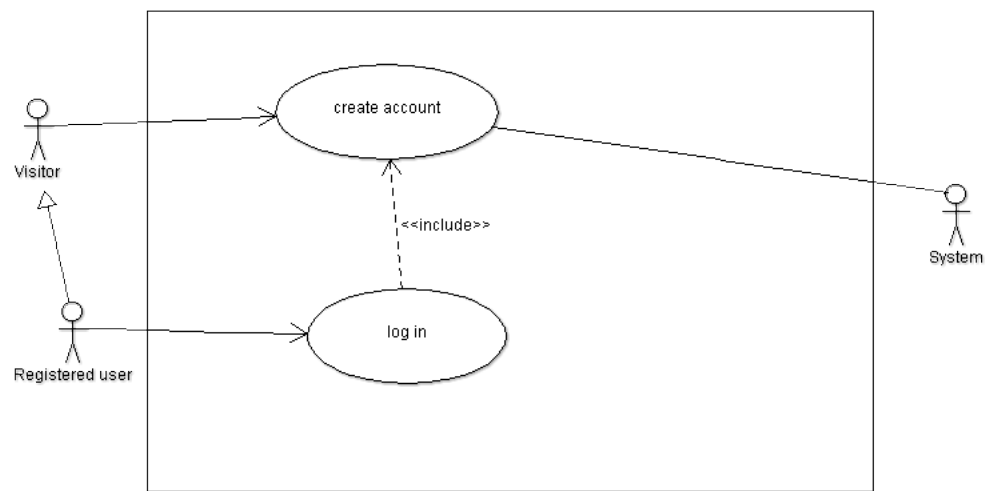 create account
Visitor
<<include>>
System
log in
Registered user